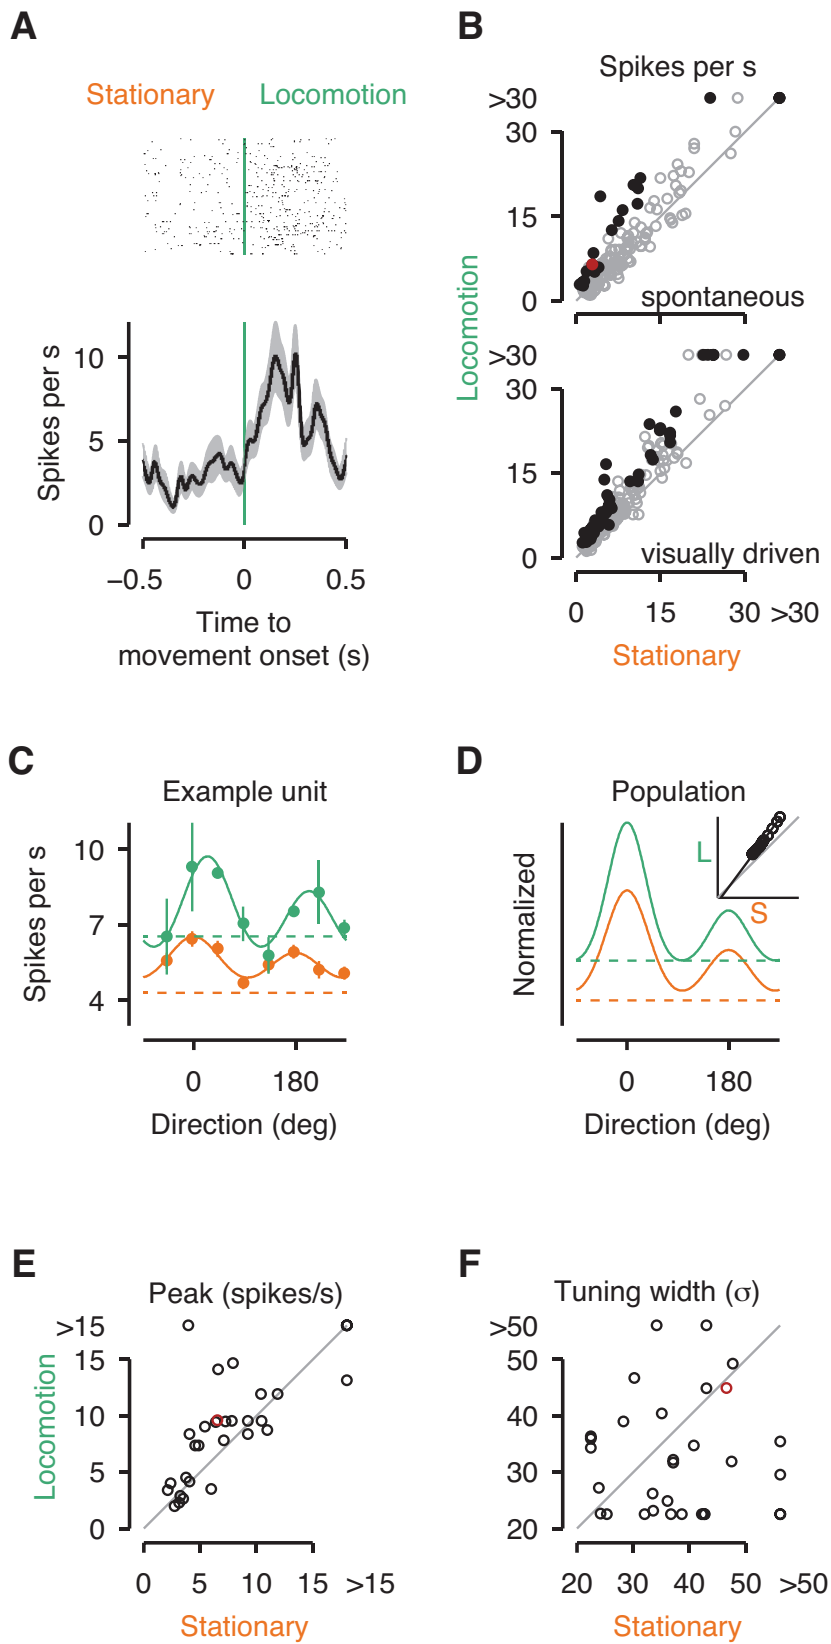 A
Stationary Locomotion
Spikes per s
10
5
0
−0.5 0 0.5
Time to
movement onset (s)
B
Spikes per s
>30
30
15
0
spontaneous
Locomotion
>30
30
15
0
visually driven
0 15 30 >30
Stationary
C
Example unit
Spikes per s
10
7
4
0 180
Direction (deg)
D
Population
Normalized
L
S
0 180
Direction (deg)
E
Peak (spikes/s)
Locomotion
>15
15
10
5
0
0 5 10 15 >15
Stationary
F
Tuning width (σ)
>50
50
40
30
20
20 30 40 50 >50
Stationary